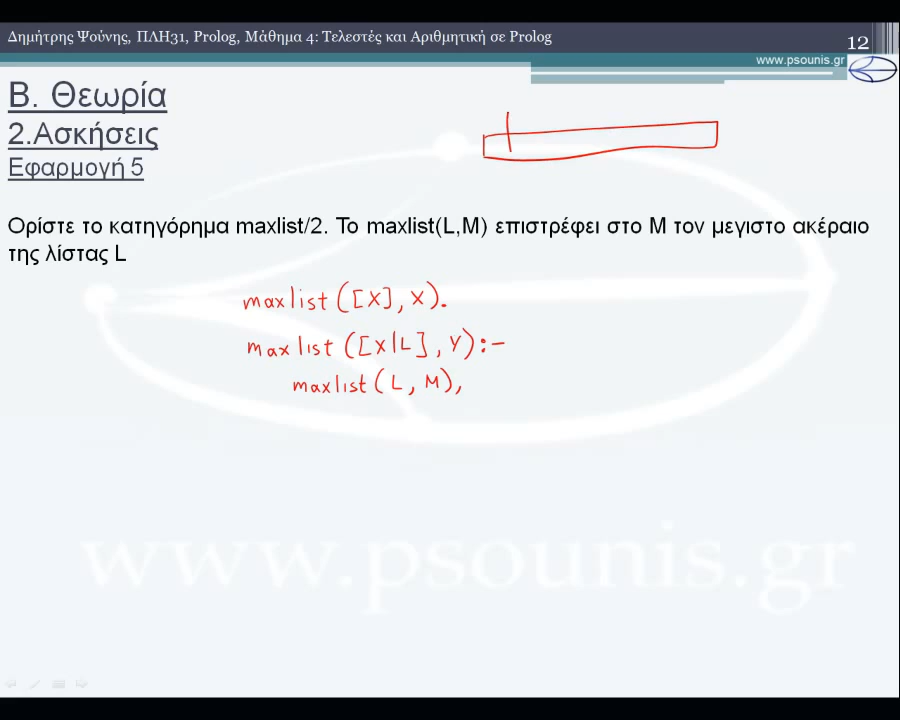 Δημήτρης Ψούνης, ΠΛΗ31, Prolog, Μάθημα 4: Τελεστές και Αριθμητική σε Prolog
12
www.psounis.gr
Β. Θεωρία
2.Ασκήσεις
Εφαρμογή 5
Ορίστε το κατηγόρημα maxlist/2. Το maxlist(L,M) επιστρέφει στο Μ τον μεγιστο ακέραιο
της λίστας L
maxlist([X],X).
maxlist([X|L],Y):-
maxlist(L,M),
www.psounis.gr